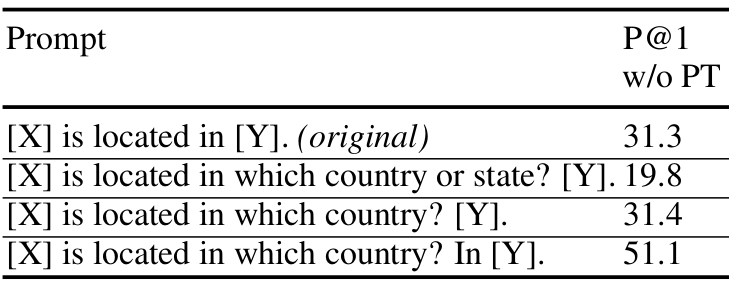 Prompt P@1
w/o PT
[X] is located in [Y]. (original) 31.3
[X] is located in which country or state? [Y]. 19.8
[X] is located in which country? [Y]. 31.4
[X] is located in which country? In [Y]. 51.1